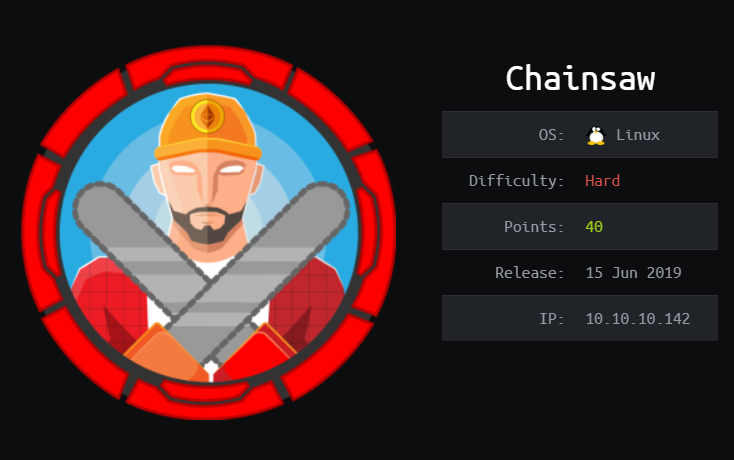 Chainsaw
OS: Linux
Difficulty: Hard
Points: 40
Release: 15 Jun 2019
IP: 10.10.10.142